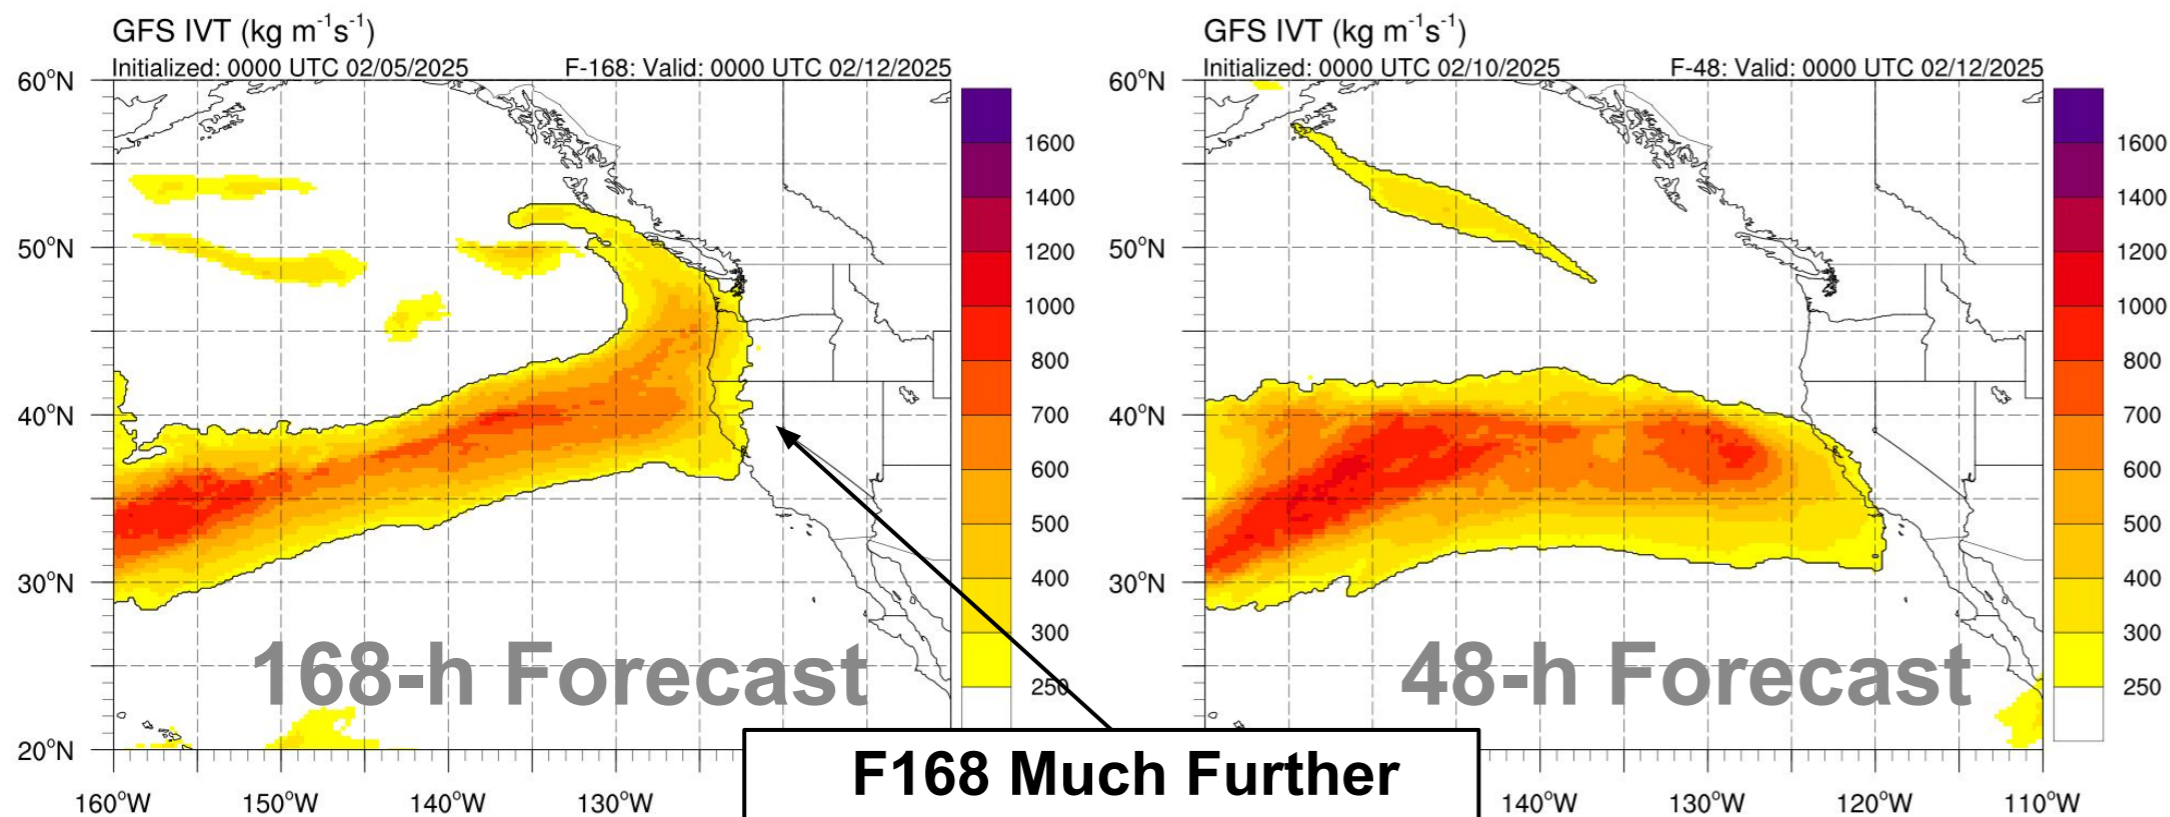 GFS IVT (kg m⁻¹s⁻¹)
Initialized: 0000 UTC 02/05/2025 F-168: Valid: 0000 UTC 02/12/2025
60°N
50°N
40°N
30°N
20°N
160°W 150°W 140°W 130°W
1600
1400
1200
1000
800
700
600
500
400
300
250
168-h Forecast
GFS IVT (kg m⁻¹s⁻¹)
Initialized: 0000 UTC 02/10/2025 F-48: Valid: 0000 UTC 02/12/2025
60°N
50°N
40°N
30°N
140°W 130°W 120°W 110°W
1600
1400
1200
1000
800
700
600
500
400
300
250
48-h Forecast
F168 Much Further